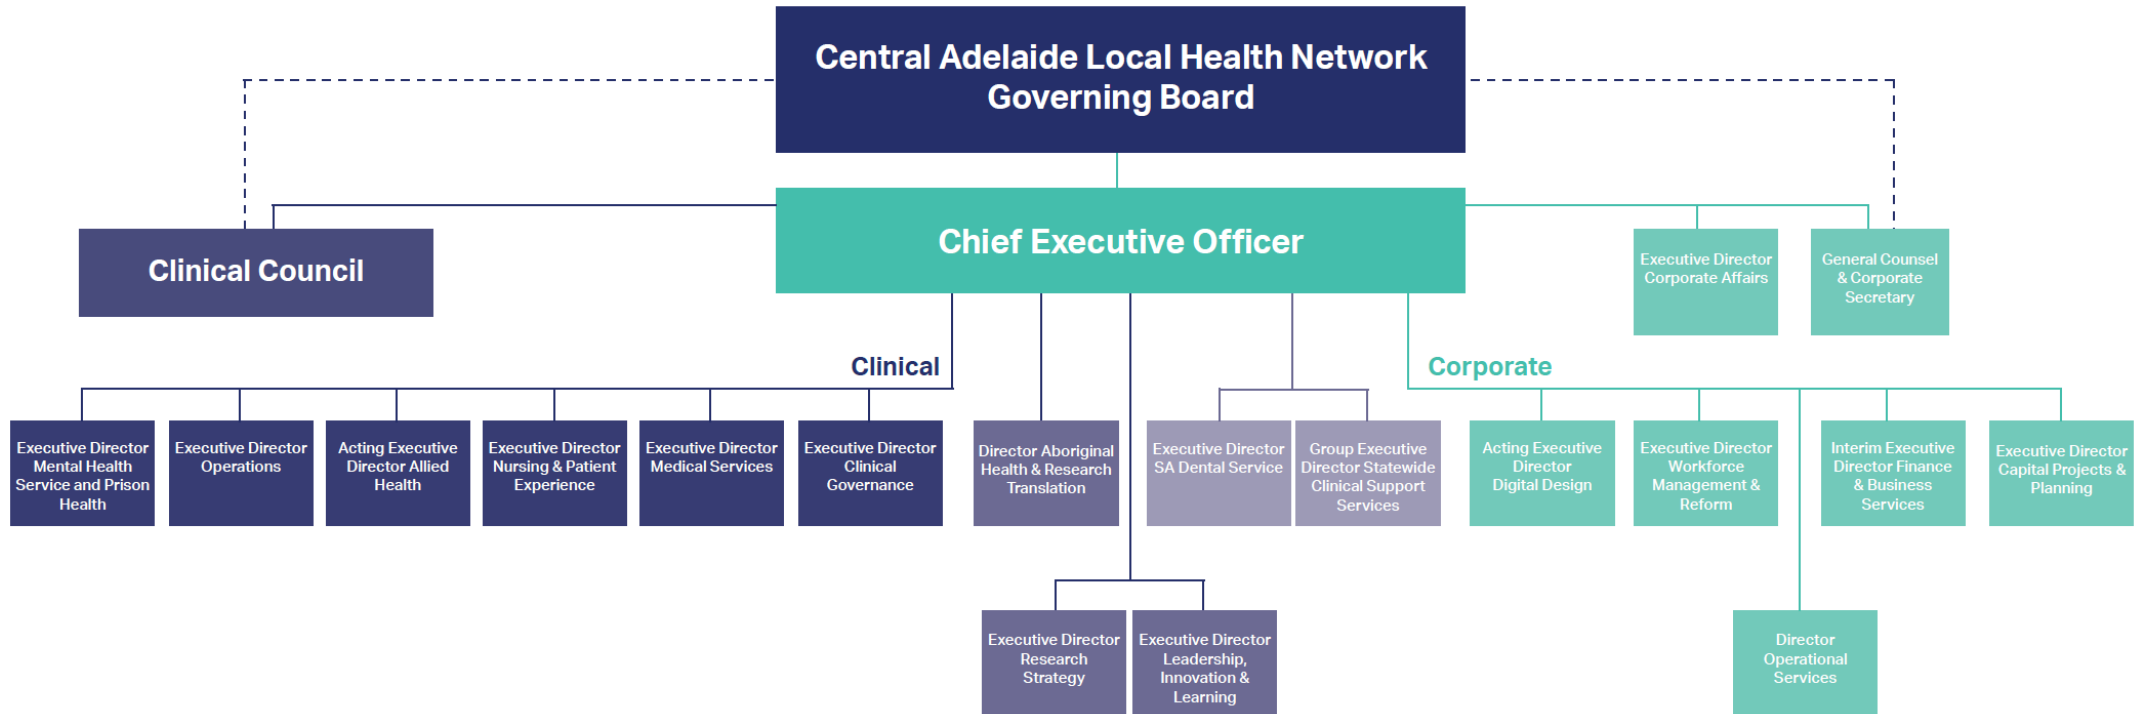 Central Adelaide Local Health Network
Governing Board
Chief Executive Officer
Clinical Council
Executive Director
Corporate Affairs
General Counsel
& Corporate
Secretary
Clinical
Corporate
Executive Director
Mental Health
Service and Prison
Health
Executive Director
Operations
Acting Executive
Director Allied
Health
Executive Director
Nursing & Patient
Experience
Executive Director
Medical Services
Executive Director
Clinical
Governance
Director Aboriginal
Health & Research
Translation
Executive Director
SA Dental Service
Group Executive
Director Statewide
Clinical Support
Services
Acting Executive
Director
Digital Design
Executive Director
Workforce
Management &
Reform
Interim Executive
Director Finance
& Business
Services
Executive Director
Capital Projects &
Planning
Executive Director
Research
Strategy
Executive Director
Leadership,
Innovation &
Learning
Director
Operational
Services